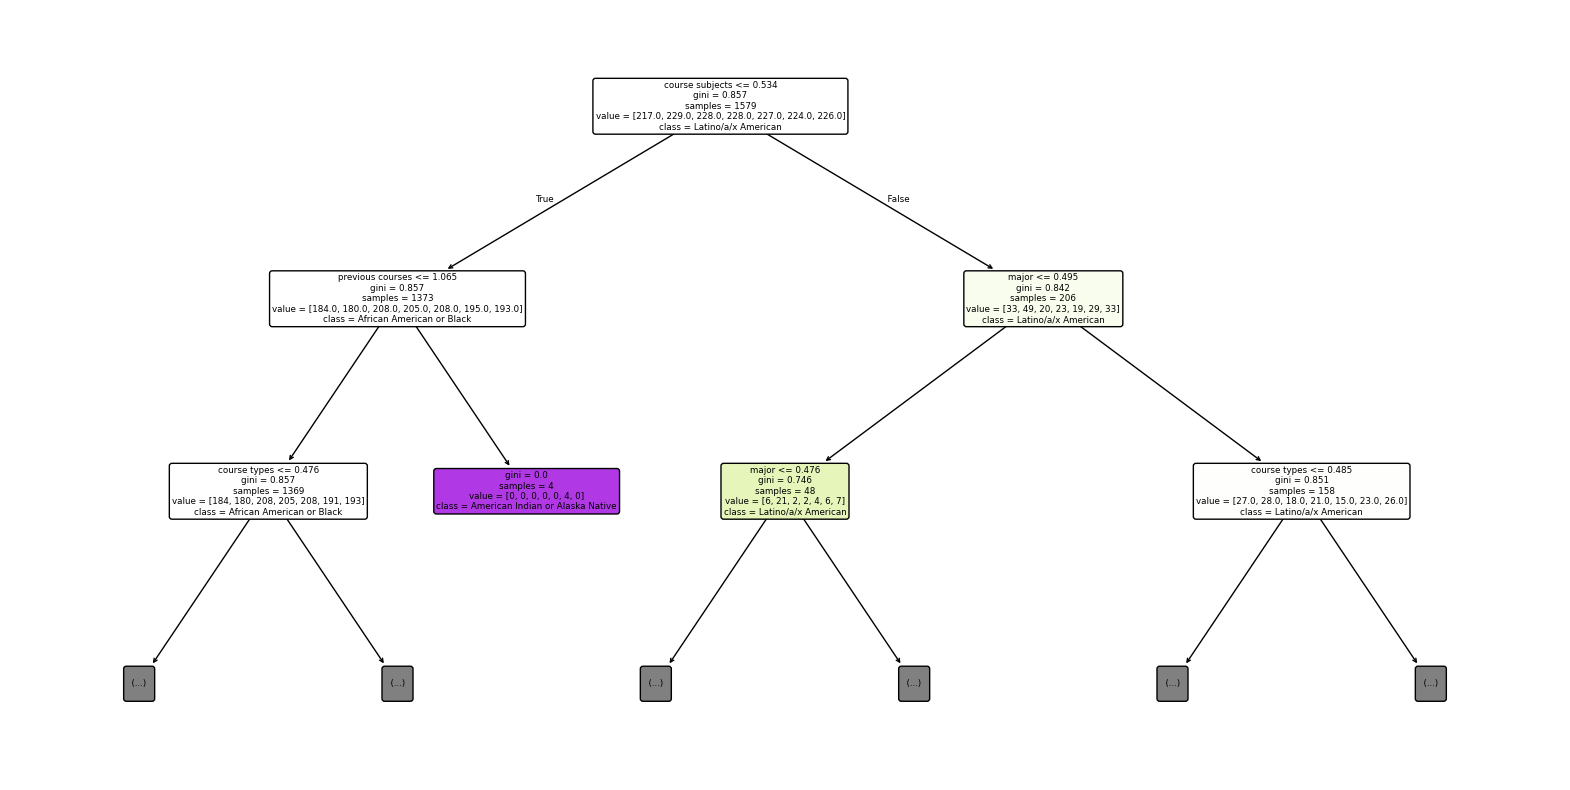 course subjects <= 0.534
gini = 0.857
samples = 1579
value = [217.0, 229.0, 228.0, 228.0, 227.0, 224.0, 226.0]
class = Latino/a/x American
True
False
previous courses <= 1.065
gini = 0.857
samples = 1373
value = [184.0, 180.0, 208.0, 205.0, 208.0, 195.0, 193.0]
class = African American or Black
major <= 0.495
gini = 0.842
samples = 206
value = [33, 49, 20, 23, 19, 29, 33]
class = Latino/a/x American
course types <= 0.476
gini = 0.857
samples = 1369
value = [184, 180, 208, 205, 208, 191, 193]
class = African American or Black
gini = 0.0
samples = 4
value = [0, 0, 0, 0, 0, 4, 0]
class = American Indian or Alaska Native
major <= 0.476
gini = 0.746
samples = 48
value = [6, 21, 2, 2, 4, 6, 7]
class = Latino/a/x American
course types <= 0.485
gini = 0.851
samples = 158
value = [27.0, 28.0, 18.0, 21.0, 15.0, 23.0, 26.0]
class = Latino/a/x American
(...)
(...)
(...)
(...)
(...)
(...)